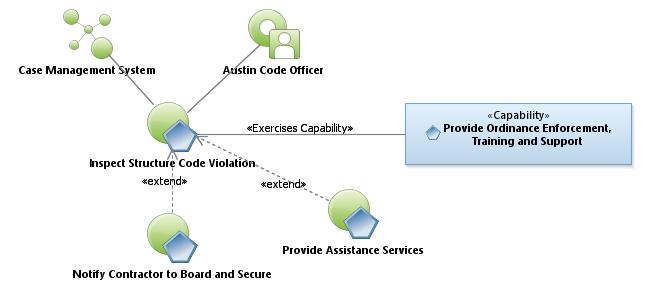 Case Management System
Austin Code Officer
«Capability»
Provide Ordinance Enforcement,
Training and Support
«Exercises Capability»
Inspect Structure Code Violation
«extend»
«extend»
Provide Assistance Services
Notify Contractor to Board and Secure